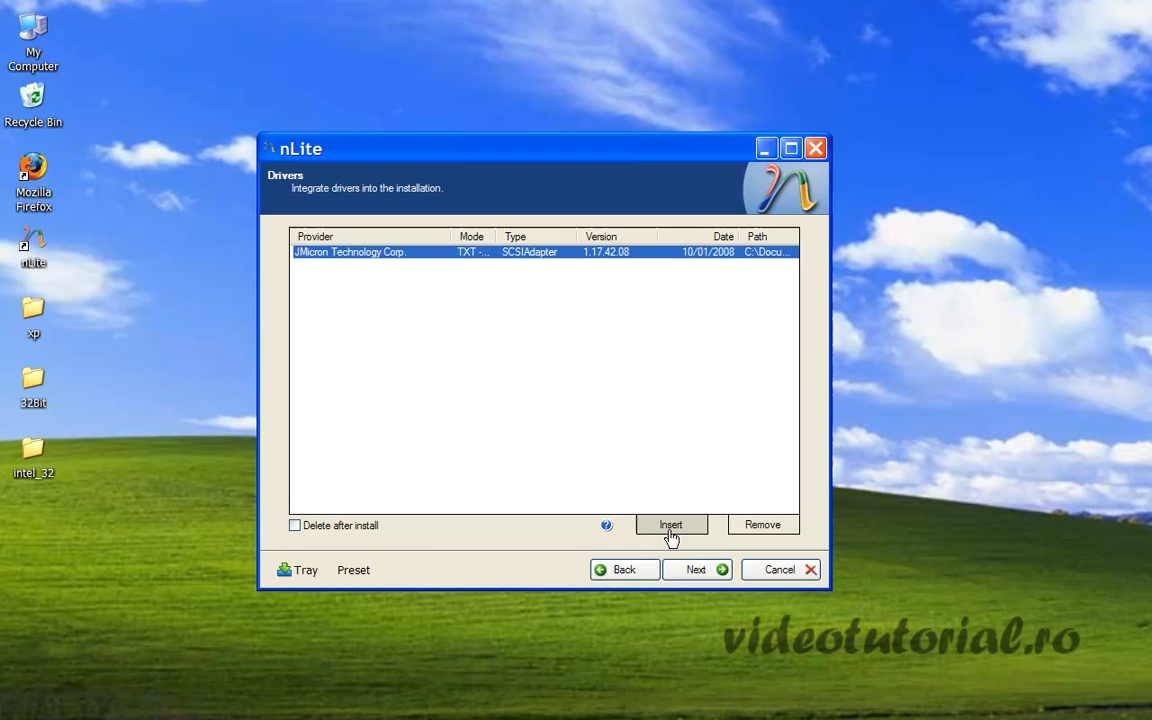 My
Computer
Recycle Bin
Mozilla
Firefox
nLite
xp
32Bit
intel_32
nLite
Drivers
Integrate drivers into the installation.
Provider Mode Type Version Date Path
JMicron Technology Corp. TXT -... SCSIAdapter 1.17.42.08 10/01/2008 C:\Docu...
Delete after install ? Insert Remove
Tray Preset Back Next Cancel
videotutorial.ro